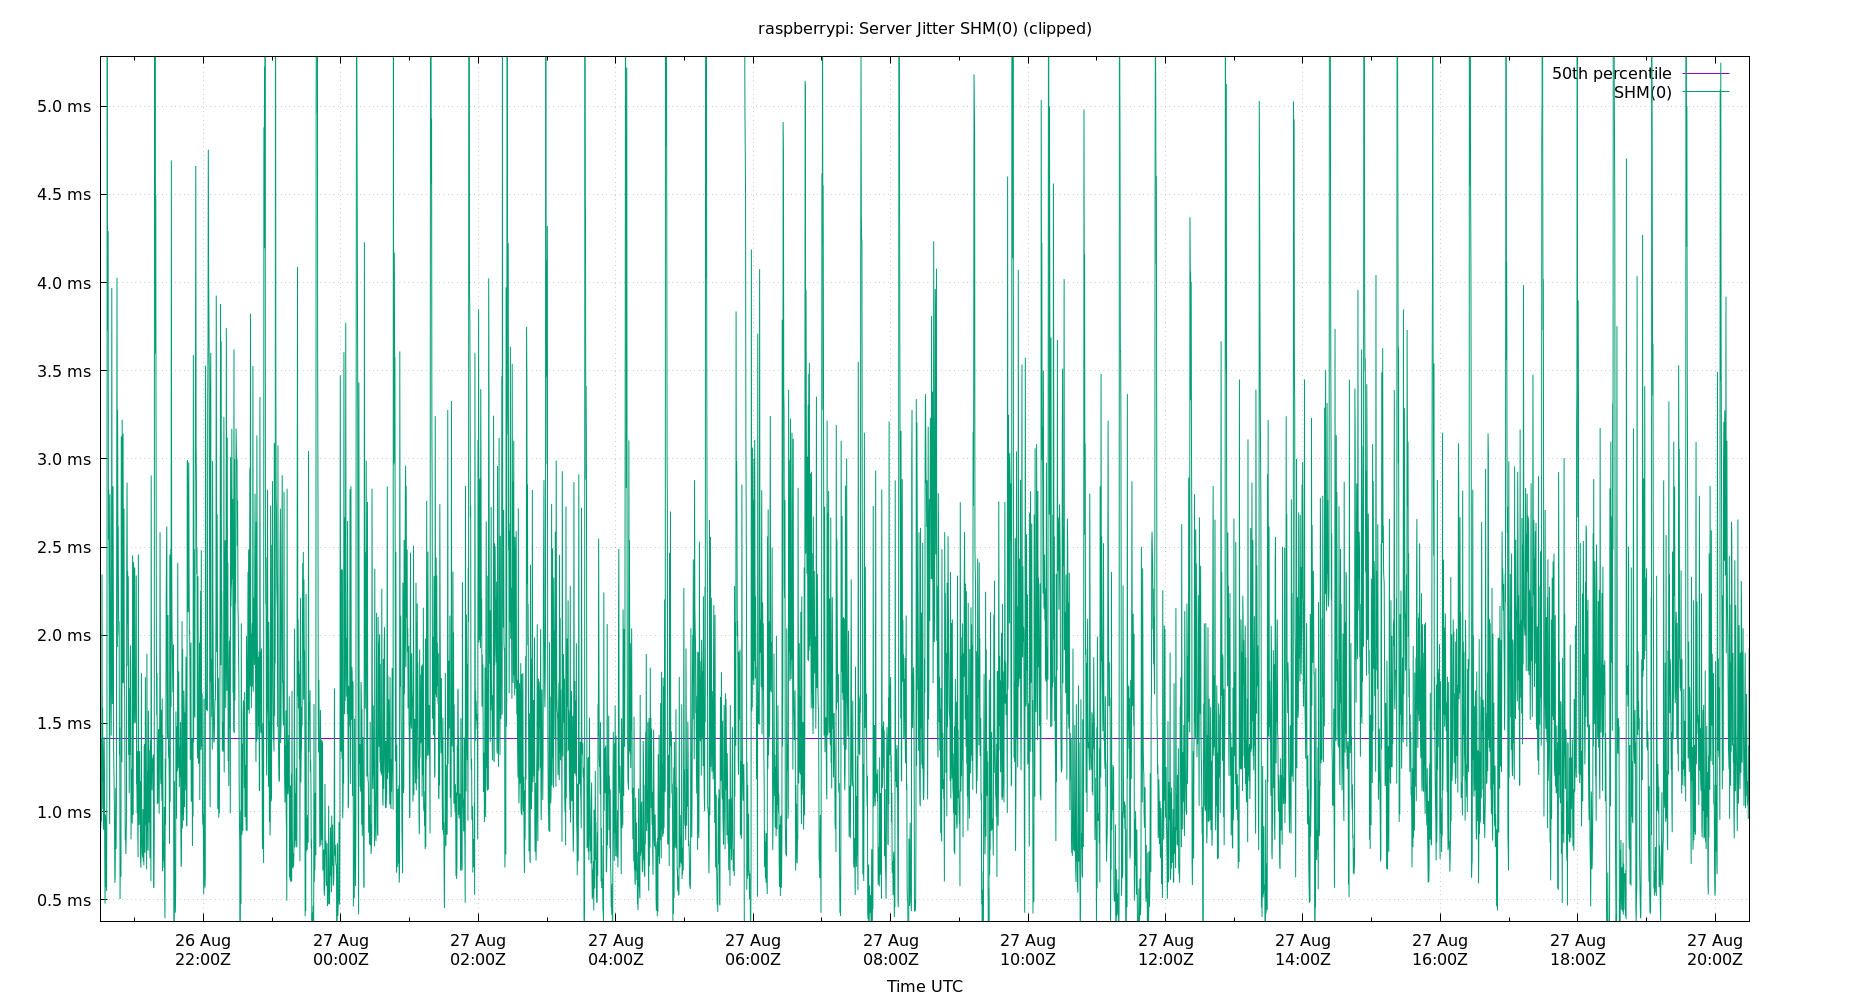 raspberrypi: Server Jitter SHM(0) (clipped)
50th percentile
SHM(0)
5.0 ms
4.5 ms
4.0 ms
3.5 ms
3.0 ms
2.5 ms
2.0 ms
1.5 ms
1.0 ms
0.5 ms
26 Aug 27 Aug 27 Aug 27 Aug 27 Aug 27 Aug 27 Aug 27 Aug 27 Aug 27 Aug 27 Aug 27 Aug
22:00Z 00:00Z 02:00Z 04:00Z 06:00Z 08:00Z 10:00Z 12:00Z 14:00Z 16:00Z 18:00Z 20:00Z
Time UTC